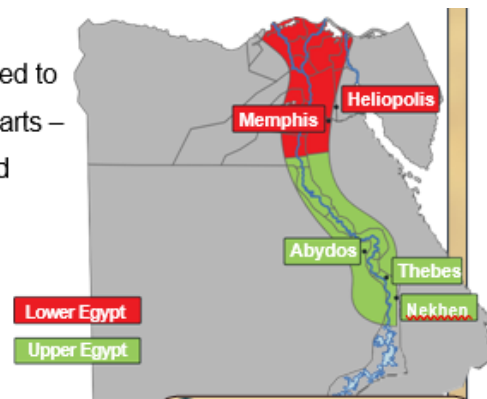 ed to
arts –
d
Heliopolis
Memphis
Abydos
Thebes
Nekhen
Lower Egypt
Upper Egypt